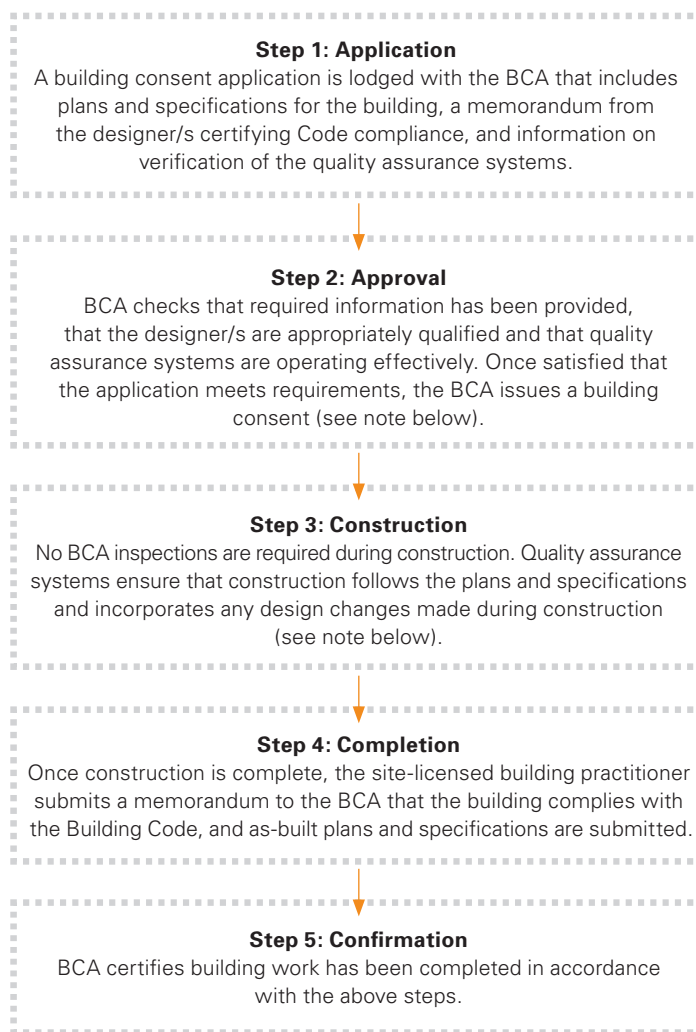 Step 1: Application
A building consent application is lodged with the BCA that includes
plans and specifications for the building, a memorandum from
the designer/s certifying Code compliance, and information on
verification of the quality assurance systems.
Step 2: Approval
BCA checks that required information has been provided,
that the designer/s are appropriately qualified and that quality
assurance systems are operating effectively. Once satisfied that
the application meets requirements, the BCA issues a building
consent (see note below).
Step 3: Construction
No BCA inspections are required during construction. Quality assurance
systems ensure that construction follows the plans and specifications
and incorporates any design changes made during construction
(see note below).
Step 4: Completion
Once construction is complete, the site-licensed building practitioner
submits a memorandum to the BCA that the building complies with
the Building Code, and as-built plans and specifications are submitted.
Step 5: Confirmation
BCA certifies building work has been completed in accordance
with the above steps.